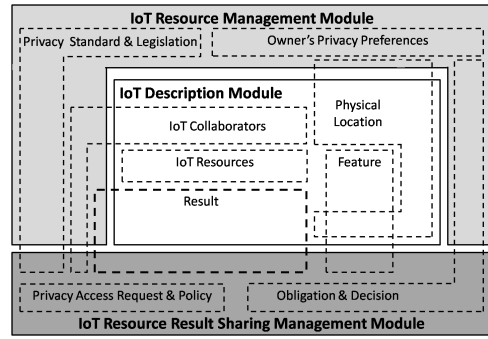 IoT Resource Management Module
Privacy Standard & Legislation
Owner's Privacy Preferences
IoT Description Module
Physical
Location
IoT Collaborators
IoT Resources
Feature
Result
Privacy Access Request & Policy
Obligation & Decision
IoT Resource Result Sharing Management Module